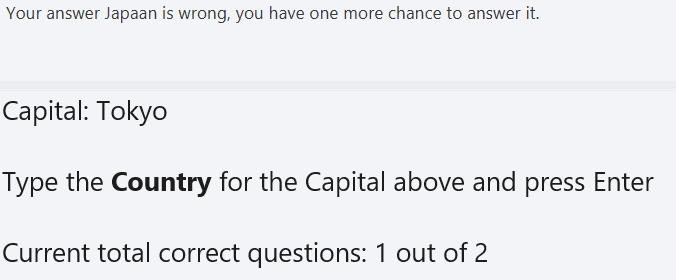 Your answer Japaan is wrong, you have one more chance to answer it.
Capital: Tokyo
Type the Country for the Capital above and press Enter
Current total correct questions: 1 out of 2